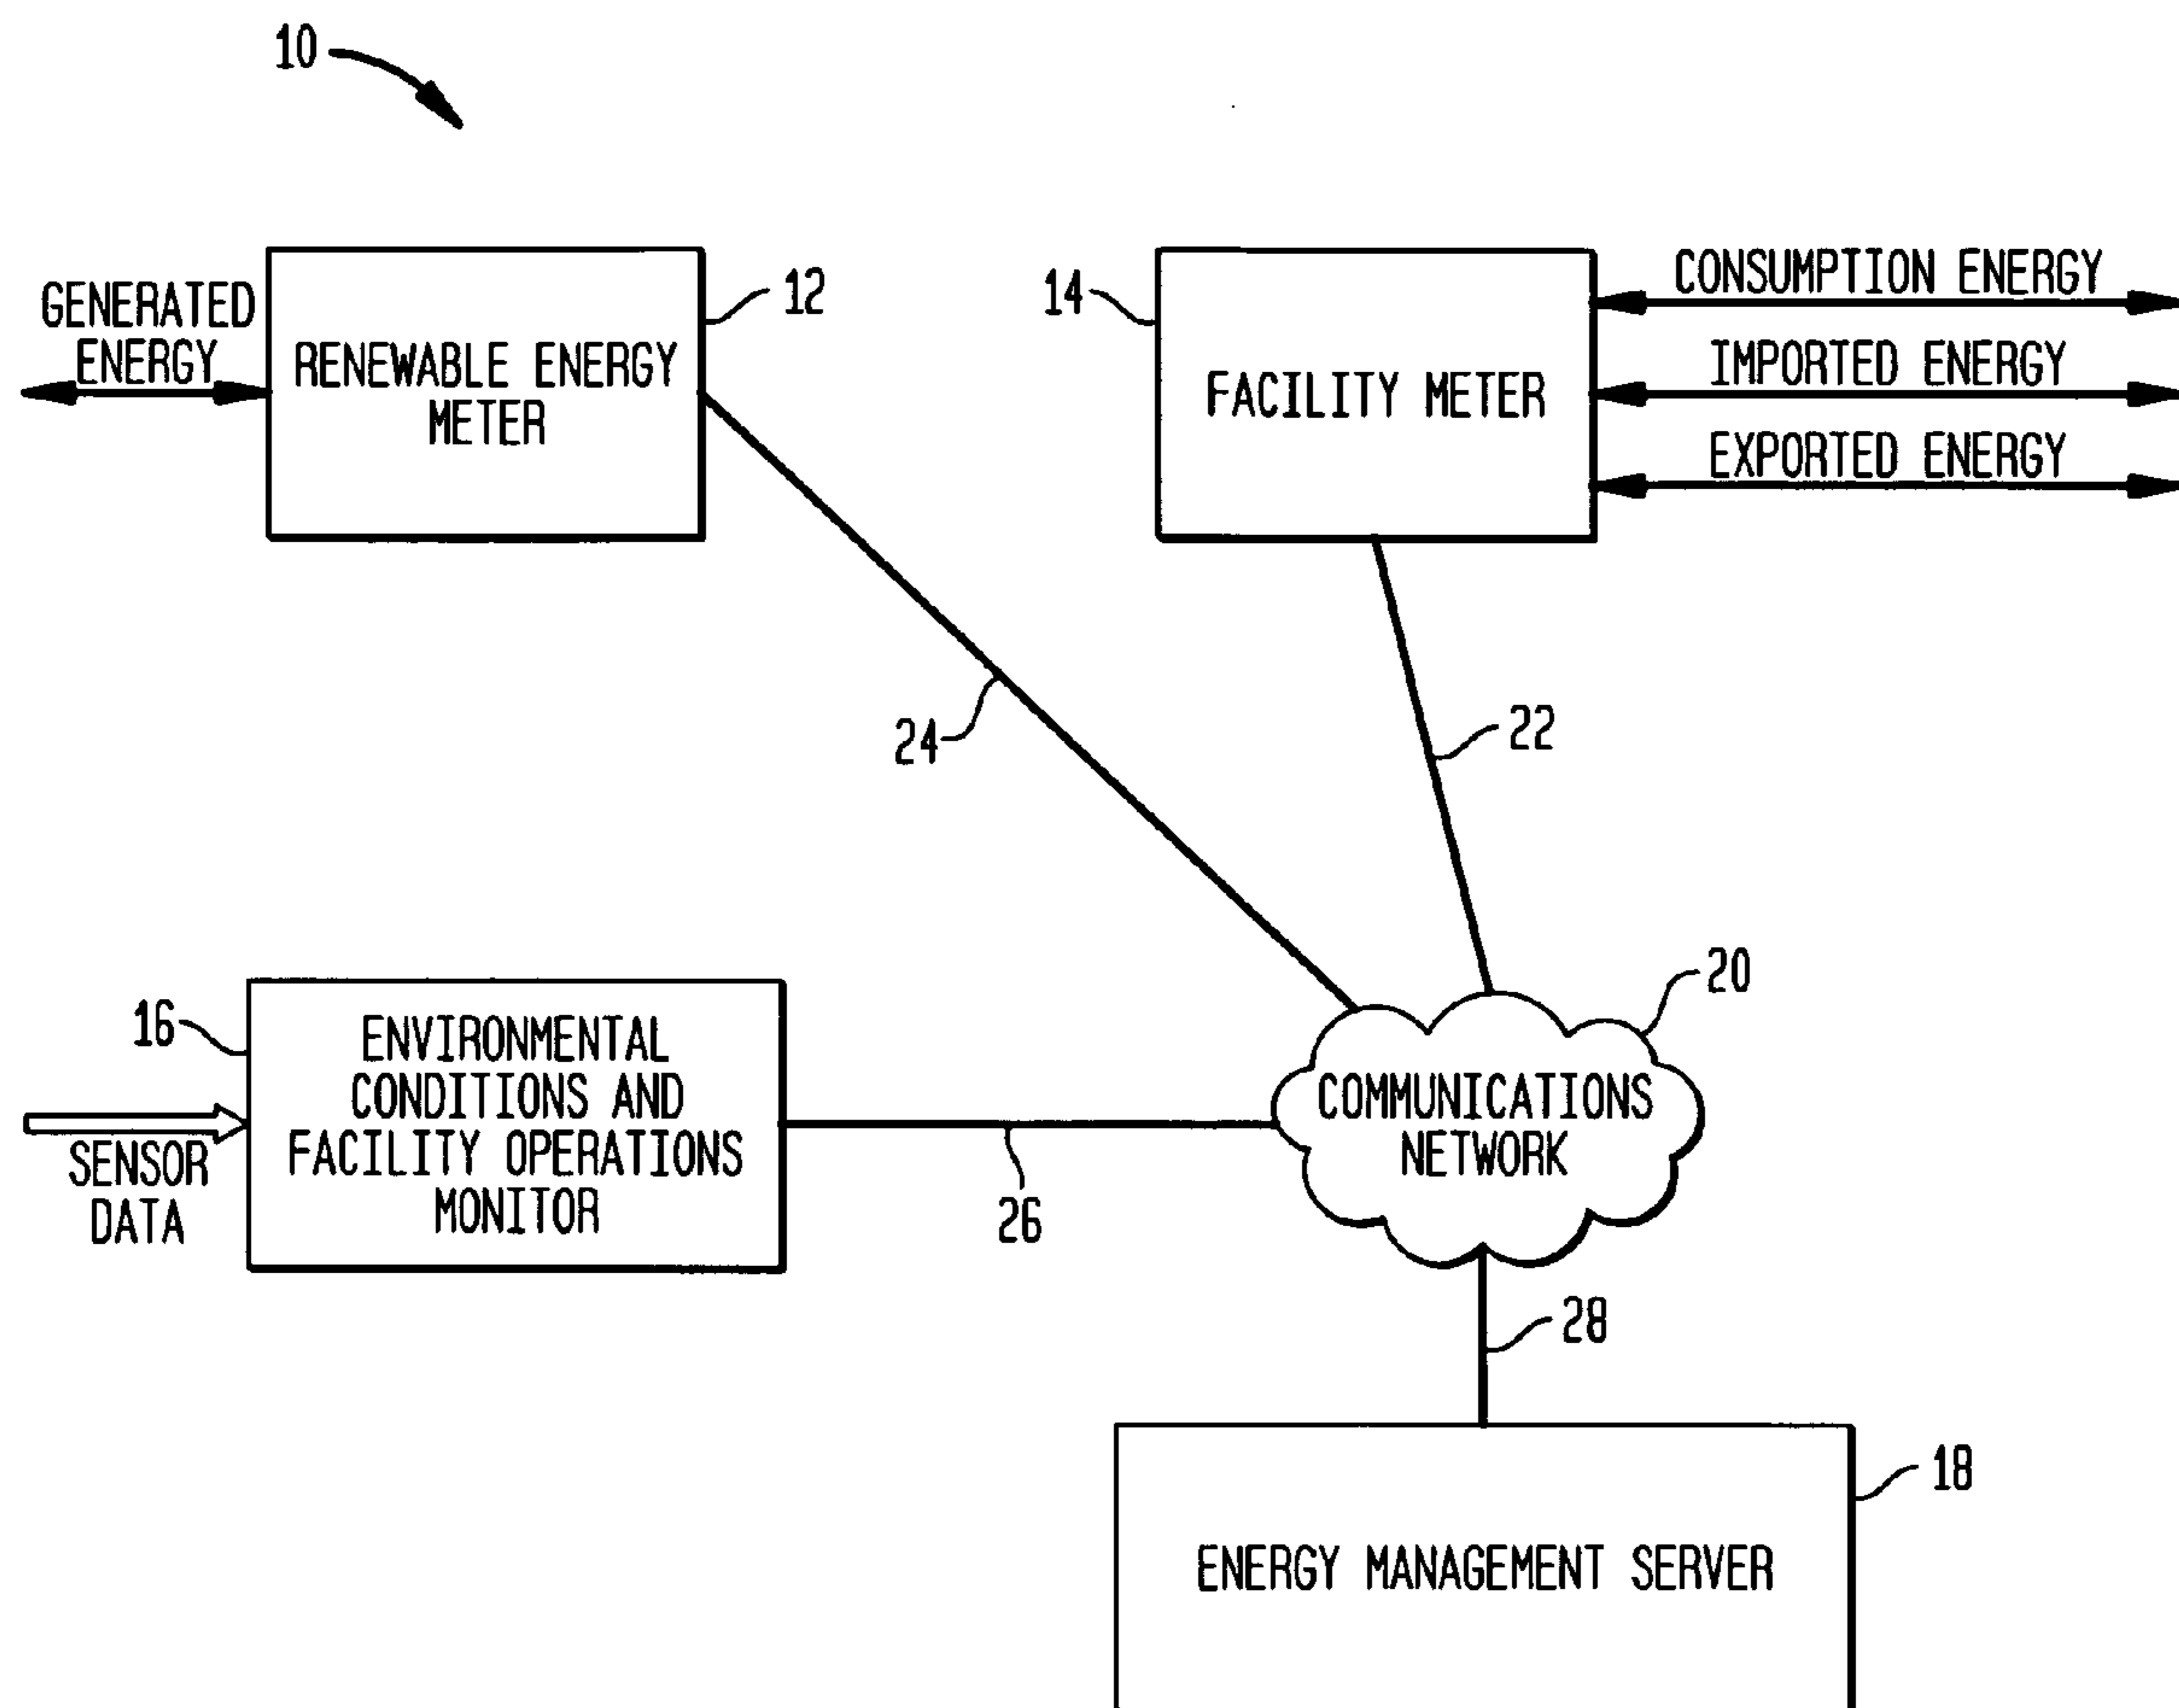 10
GENERATED
ENERGY
RENEWABLE ENERGY
METER
12
14
FACILITY METER
CONSUMPTION ENERGY
IMPORTED ENERGY
EXPORTED ENERGY
24
22
16
ENVIRONMENTAL
CONDITIONS AND
FACILITY OPERATIONS
MONITOR
SENSOR
DATA
26
20
COMMUNICATIONS
NETWORK
28
18
ENERGY MANAGEMENT SERVER